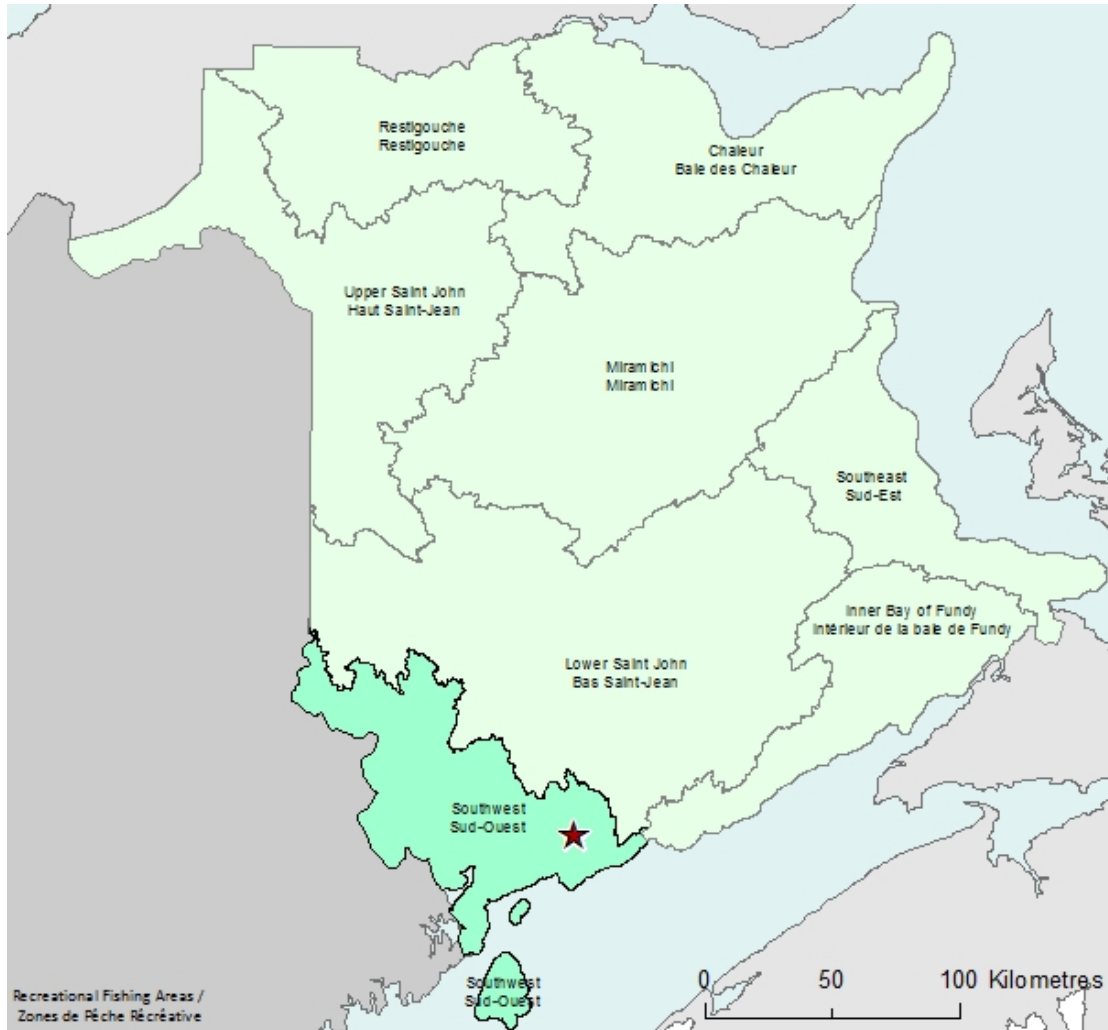 Restigouche
Restigouche
Chaleur
Baie des Chaleur
Upper Saint John
Haut Saint-Jean
Miramichi
Miramichi
Southeast
Sud-Est
Inner Bay of Fundy
Intérieur de la baie de Fundy
Lower Saint John
Bas Saint-Jean
Southwest
Sud-Ouest
Southwest
Sud-Ouest
0 50 100 Kilometres
Recreational Fishing Areas /
Zones de Pêche Récréative